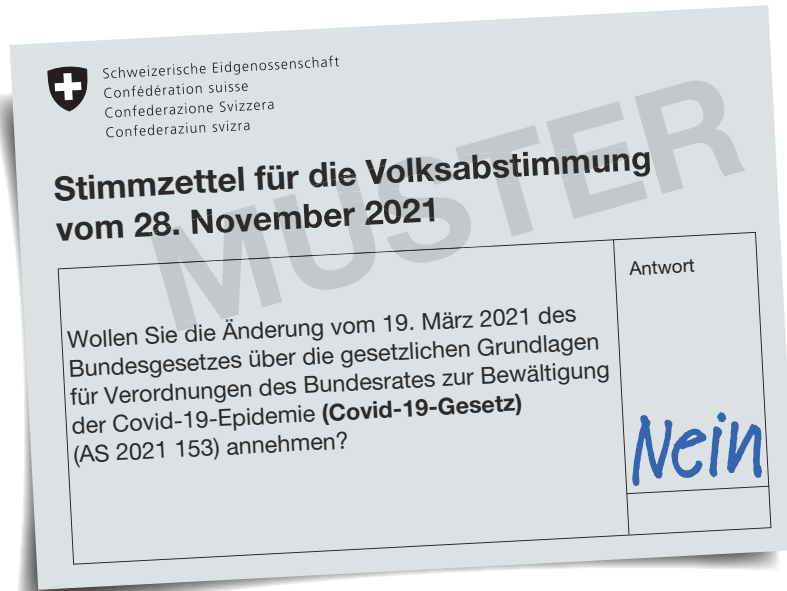 Schweizerische Eidgenossenschaft
Confédération suisse
Confederazione Svizzera
Confederaziun svizra
MUSTER
Stimmzettel für die Volksabstimmung
vom 28. November 2021
Wollen Sie die Änderung vom 19. März 2021 des
Bundesgesetzes über die gesetzlichen Grundlagen
für Verordnungen des Bundesrates zur Bewältigung
der Covid-19-Epidemie (Covid-19-Gesetz)
(AS 2021 153) annehmen?
Antwort
Nein